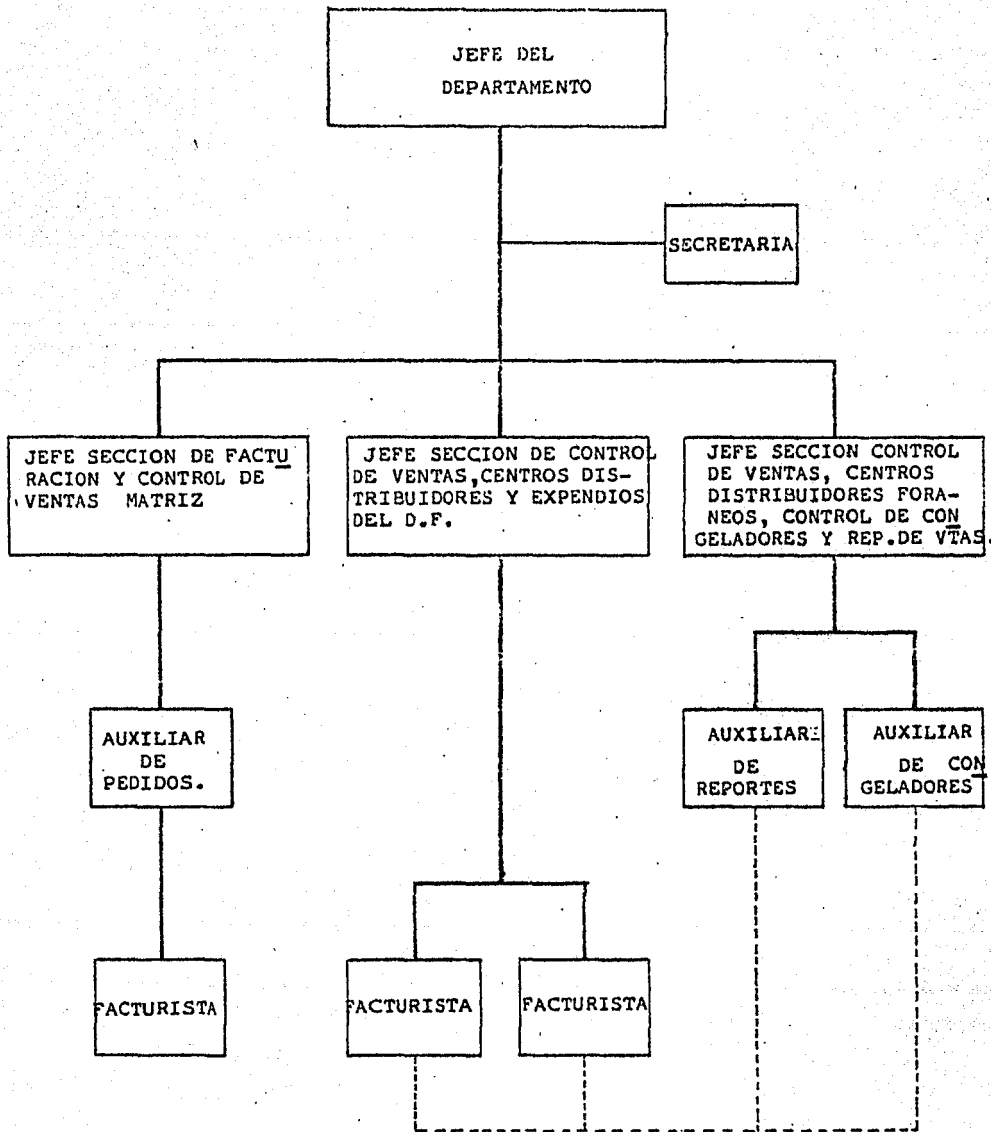 JEFE DEL
DEPARTAMENTO
SECRETARIA
JEFE SECCION DE FACTU
RACION Y CONTROL DE
VENTAS MATRIZ
JEFE SECCION DE CONTROL
DE VENTAS, CENTROS DIS-
TRIBUIDORES Y EXPENDIOS
DEL D.F.
JEFE SECCION CONTROL
DE VENTAS, CENTROS
DISTRIBUIDORES FORA-
NEOS, CONTROL DE CON
GELADORES Y REP.DE VTAS.
AUXILIAR
DE
PEDIDOS.
AUXILIAR
DE
REPORTES
AUXILIAR
DE CON
GELADORES
FACTURISTA
FACTURISTA
FACTURISTA